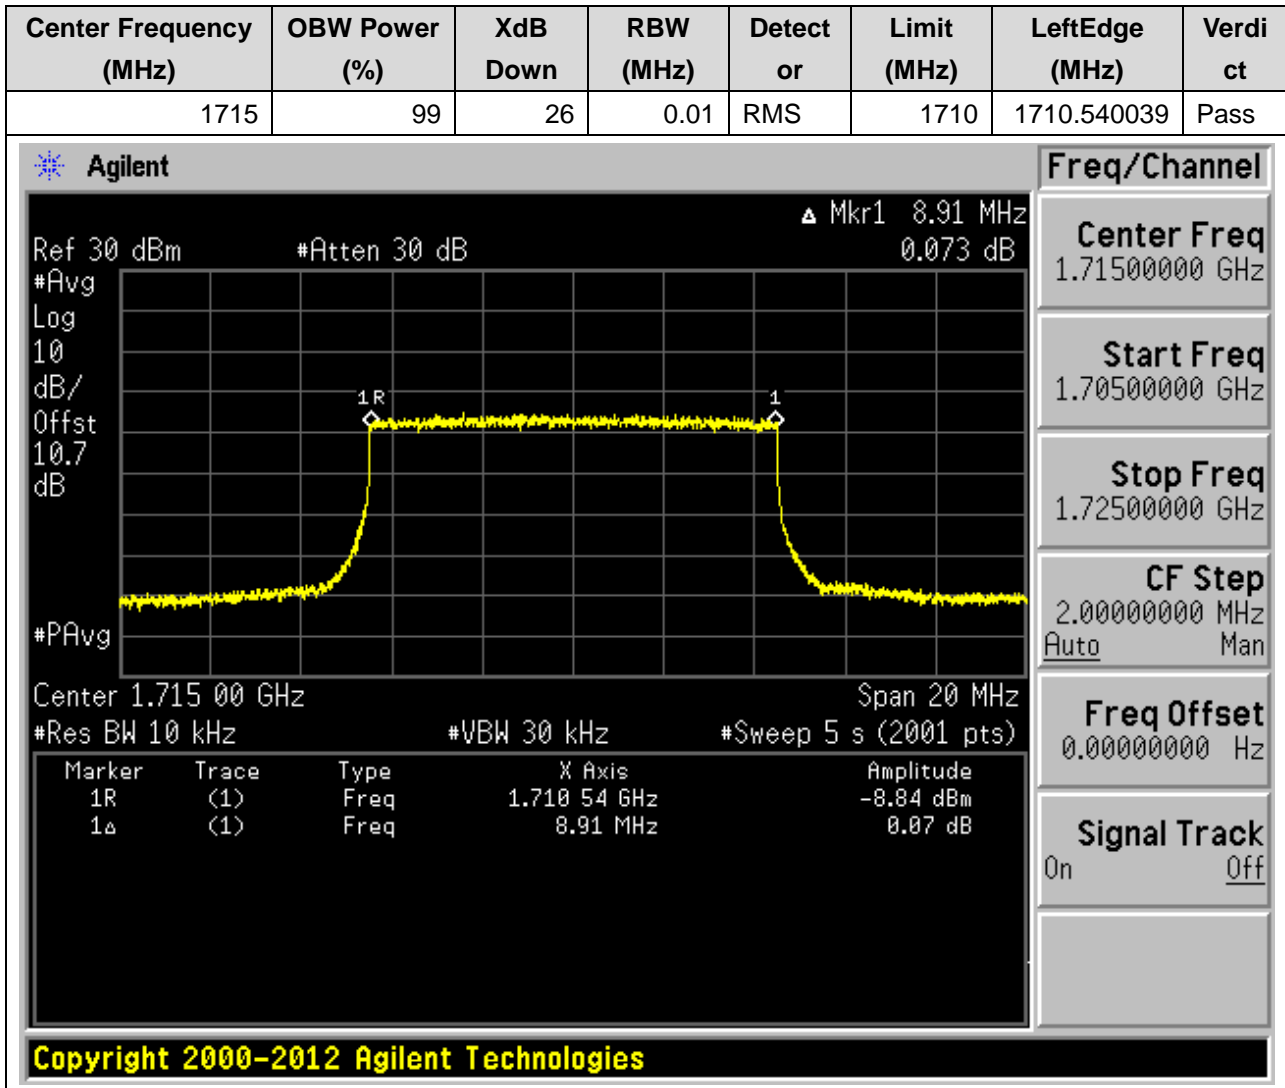 Center Frequency (MHz) OBW Power (%) XdB Down RBW (MHz) Detect or Limit (MHz) LeftEdge (MHz) Verdi ct
1715 99 26 0.01 RMS 1710 1710.540039 Pass
Agilent
Freq/Channel
Δ Mkr1 8.91 MHz
Ref 30 dBm #Atten 30 dB 0.073 dB
#Avg
Log
10
dB/
Offst
10.7
dB
#PAvg
1R
1
Center 1.715 00 GHz Span 20 MHz
#Res BW 10 kHz #VBW 30 kHz #Sweep 5 s (2001 pts)
Marker Trace Type X Axis Amplitude
1R (1) Freq 1.710 54 GHz -8.84 dBm
1Δ (1) Freq 8.91 MHz 0.07 dB
Center Freq
1.71500000 GHz
Start Freq
1.70500000 GHz
Stop Freq
1.72500000 GHz
CF Step
2.00000000 MHz
Auto Man
Freq Offset
0.00000000 Hz
Signal Track
On Off
Copyright 2000-2012 Agilent Technologies